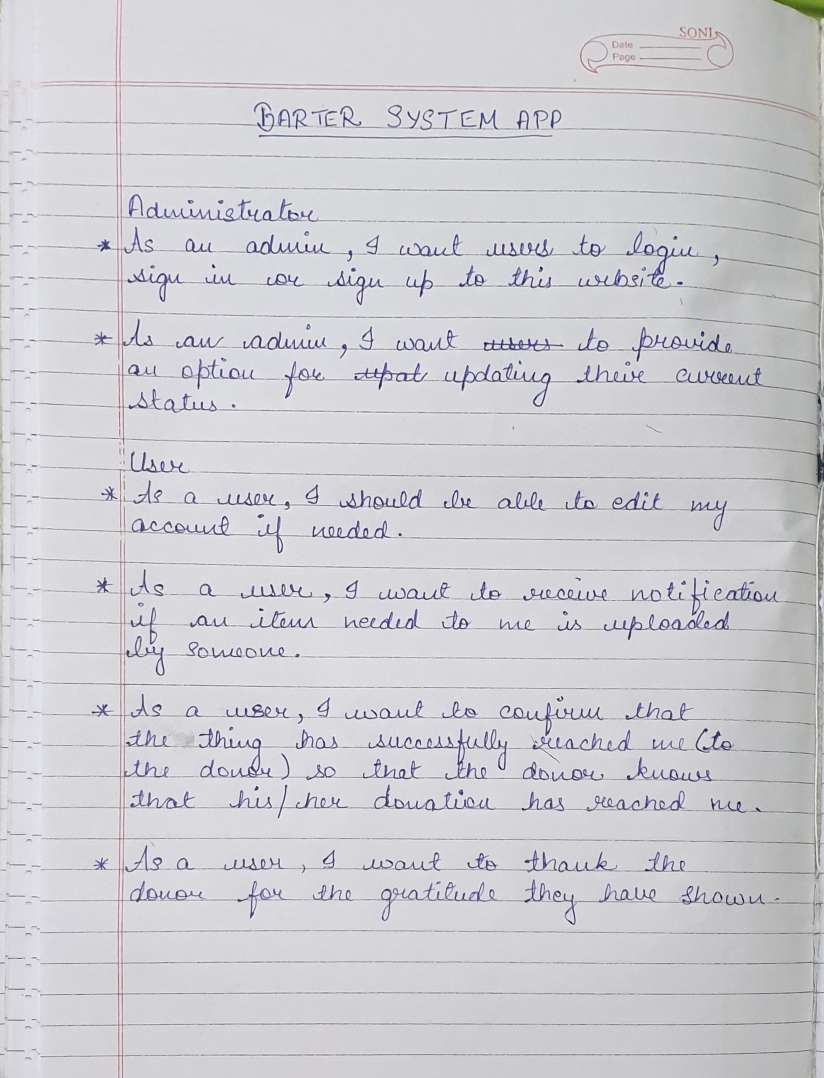 SONI
Date
Page
BARTER SYSTEM APP
Administrator
* As an admin, I want users to login,
sign in or sign up to this website.
* As an admin, I want users to provide
an option for upat updating their current
status.
User
* As a user, I should be able to edit my
account if needed.
* As a user, I want to receive notification
if an item needed to me is uploaded
by someone.
* As a user, I want to confirm that
the thing has successfully reached me (to
the donor) so that the donor knows
that his/her donation has reached me.
* As a user, I want to thank the
donor for the gratitude they have shown.